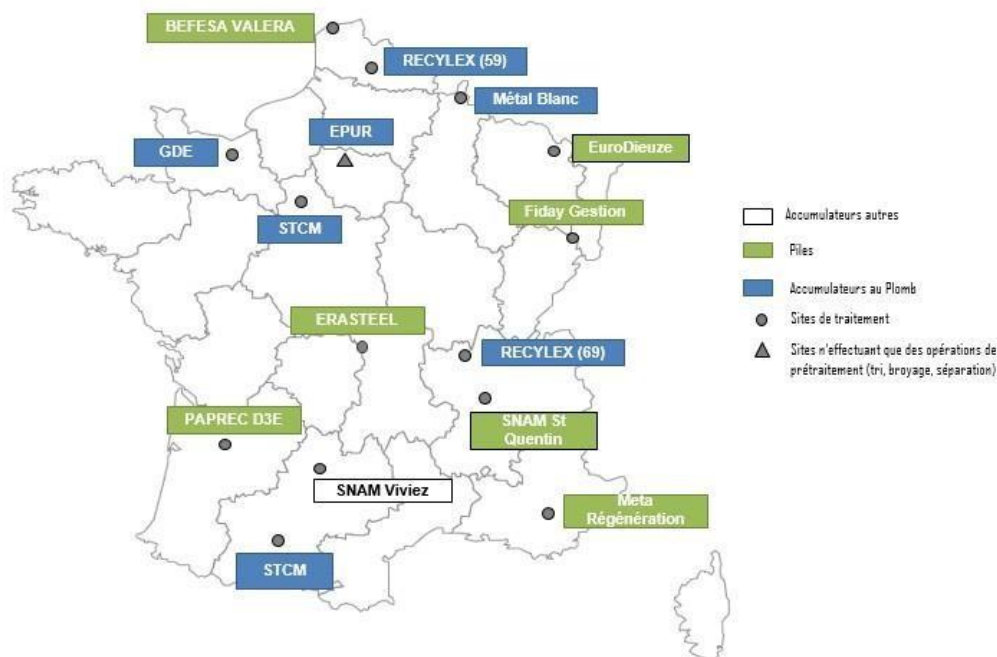 BEFESA VALERA
RECYLEX (59)
Métal Blanc
EPUR
GDE
EuroDieuze
STCM
Fiday Gestion
ERASTEEL
RECYLEX (69)
PAPREC D3E
SNAM St
Quentin
SNAM Viviez
Meta
Régénération
STCM
Accumulateurs autres
Piles
Accumulateurs au Plomb
Sites de traitement
Sites n'effectuant que des opérations de
prétraitement (tri, broyage, séparation)